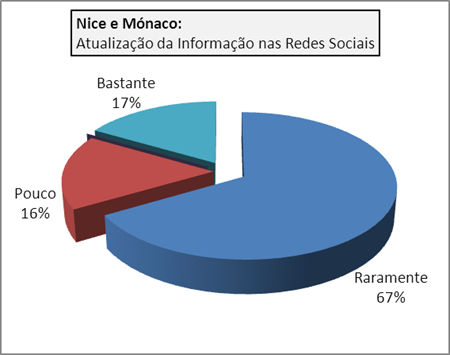 Nice e Mónaco:
Atualização da Informação nas Redes Sociais
Bastante
17%
Pouco
16%
Raramente
67%